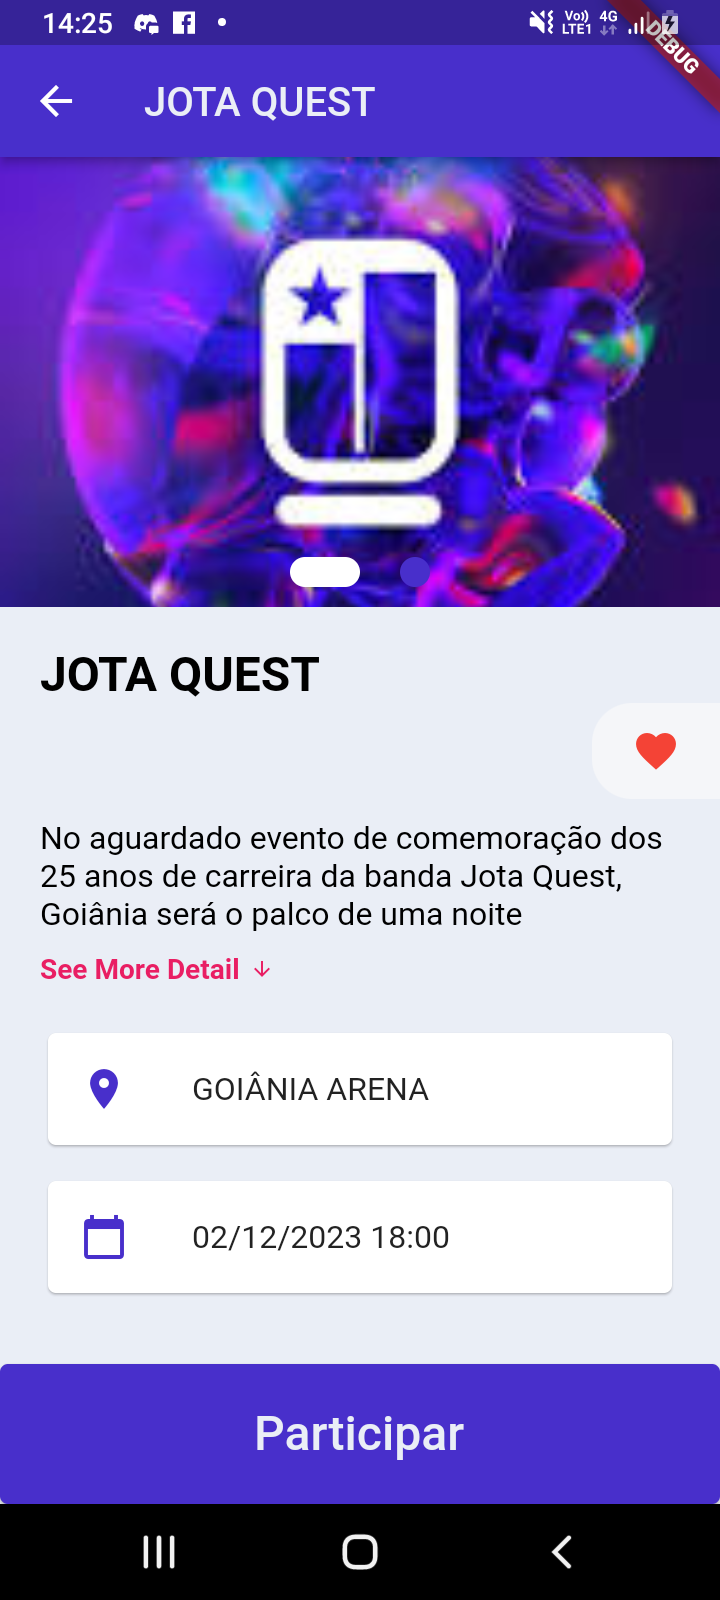 14:25
Vo)) 4G
LTE1
DEBUG
JOTA QUEST
JOTA QUEST
No aguardado evento de comemoração dos
25 anos de carreira da banda Jota Quest,
Goiânia será o palco de uma noite
See More Detail
GOIÂNIA ARENA
02/12/2023 18:00
Participar